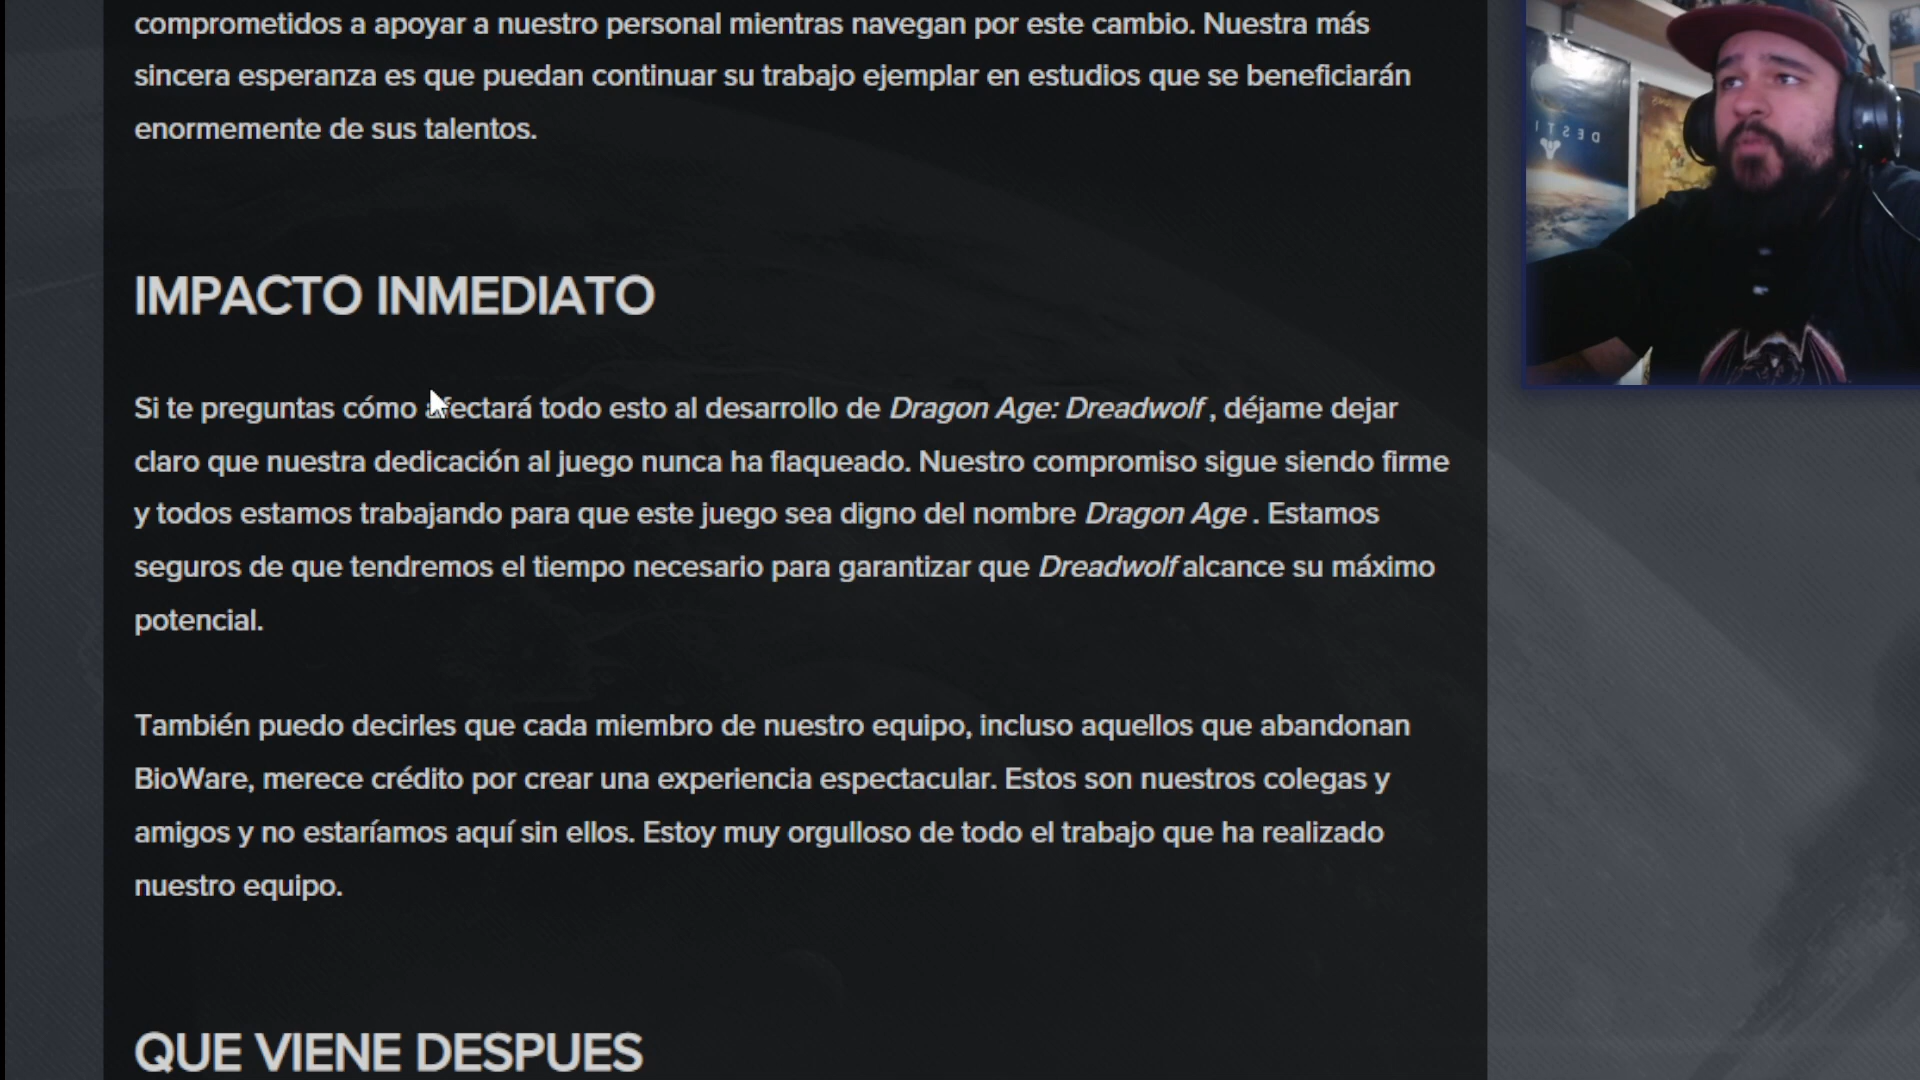 comprometidos a apoyar a nuestro personal mientras navegan por este cambio. Nuestra más
sincera esperanza es que puedan continuar su trabajo ejemplar en estudios que se beneficiarán
enormemente de sus talentos.
IMPACTO INMEDIATO
Si te preguntas cómo afectará todo esto al desarrollo de Dragon Age: Dreadwolf , déjame dejar
claro que nuestra dedicación al juego nunca ha flaqueado. Nuestro compromiso sigue siendo firme
y todos estamos trabajando para que este juego sea digno del nombre Dragon Age . Estamos
seguros de que tendremos el tiempo necesario para garantizar que Dreadwolf alcance su máximo
potencial.
También puedo decirles que cada miembro de nuestro equipo, incluso aquellos que abandonan
BioWare, merece crédito por crear una experiencia espectacular. Estos son nuestros colegas y
amigos y no estaríamos aquí sin ellos. Estoy muy orgulloso de todo el trabajo que ha realizado
nuestro equipo.
QUE VIENE DESPUES
DESTI